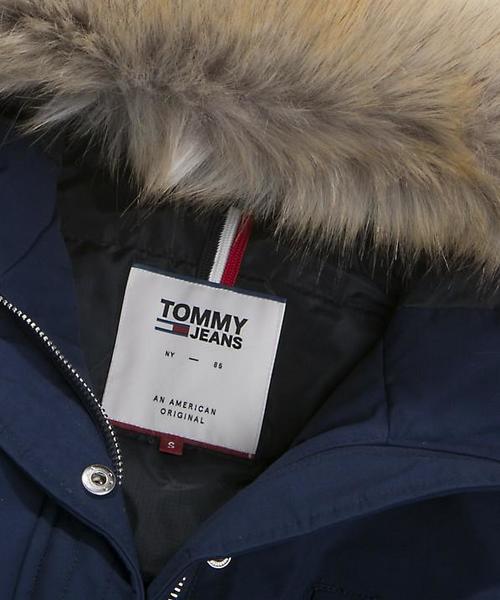 TOMMY
JEANS
NY — 85
AN AMERICAN
ORIGINAL
S